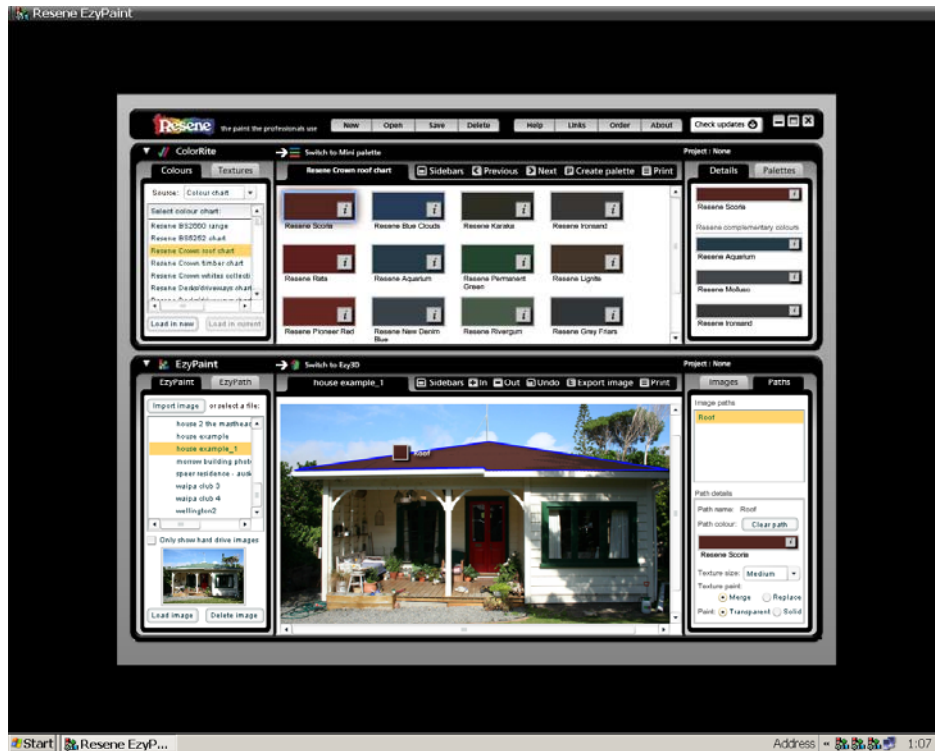 Resene EzyPaint
Resene the paint the professionals use New Open Save Delete Help Links Order About Check updates
ColorRite Switch to Mini palette Project : None
Colours Textures Resene Crown roof chart Sidebars Previous Next Create palette Print Details Palettes
Source: Colour chart
Select colour chart:
Resene BS2660 range
Resene BS5252 chart
Resene Crown roof chart
Resene Crown timber chart
Resene Crown whites collecti
Resene Decks/driveways chart
Load in new Load in current
Resene Scoria Resene Blue Clouds Resene Karaka Resene Ironsand
Resene Rata Resene Aquarium Resene Permanent Green Resene Lignite
Resene Pioneer Red Resene New Denim Blue Resene Rivergum Resene Grey Friars
Resene Scoria
Resene complementary colours
Resene Aquarium
Resene Ironsand
EzyPaint Switch to Ezy3D Project : None
EzyPaint EzyPath house example_1 Sidebars In Out Undo Export image Print Images Paths
Import image or select a file:
house 2 the masthead
house example
house example_1
morrow building phot
speer residence - auc
waipa club 3
waipa club 4
wellington2
Only show hard drive images
Load image Delete image
Roof
Image paths
Roof
Path details
Path name: Roof
Path colour: Clear path
Resene Scoria
Texture size: Medium
Texture paint:
Merge Replace
Paint: Transparent Solid
Start Resene EzyP... Address « 1:07